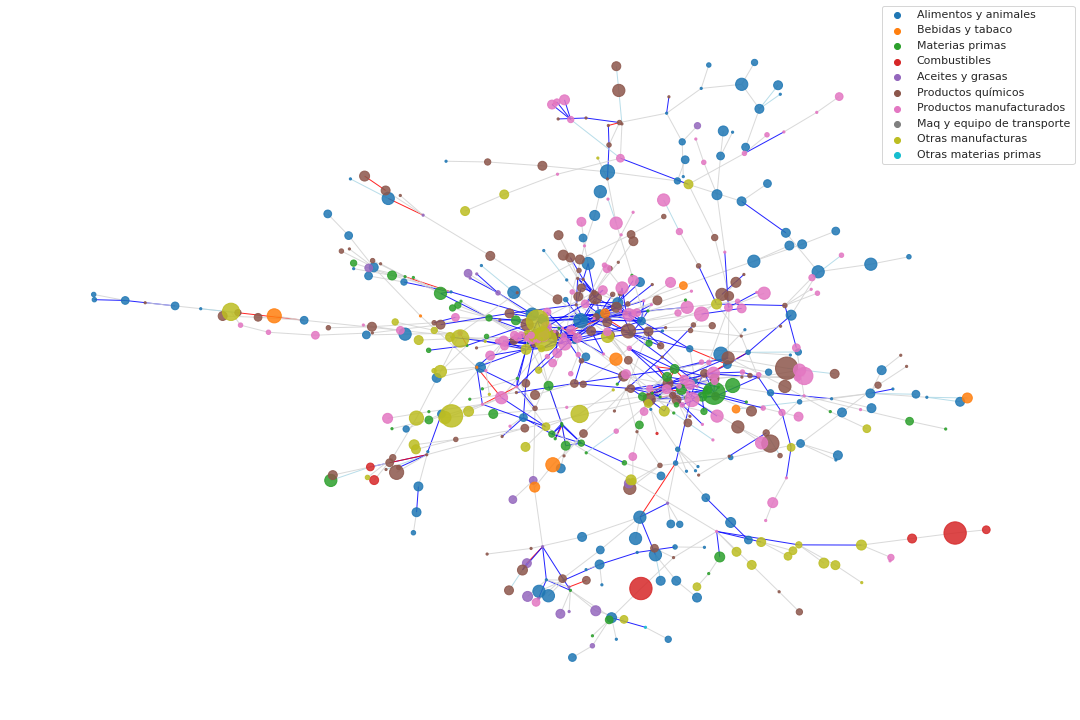 Alimentos y animales
Bebidas y tabaco
Materias primas
Combustibles
Aceites y grasas
Productos químicos
Productos manufacturados
Maq y equipo de transporte
Otras manufacturas
Otras materias primas